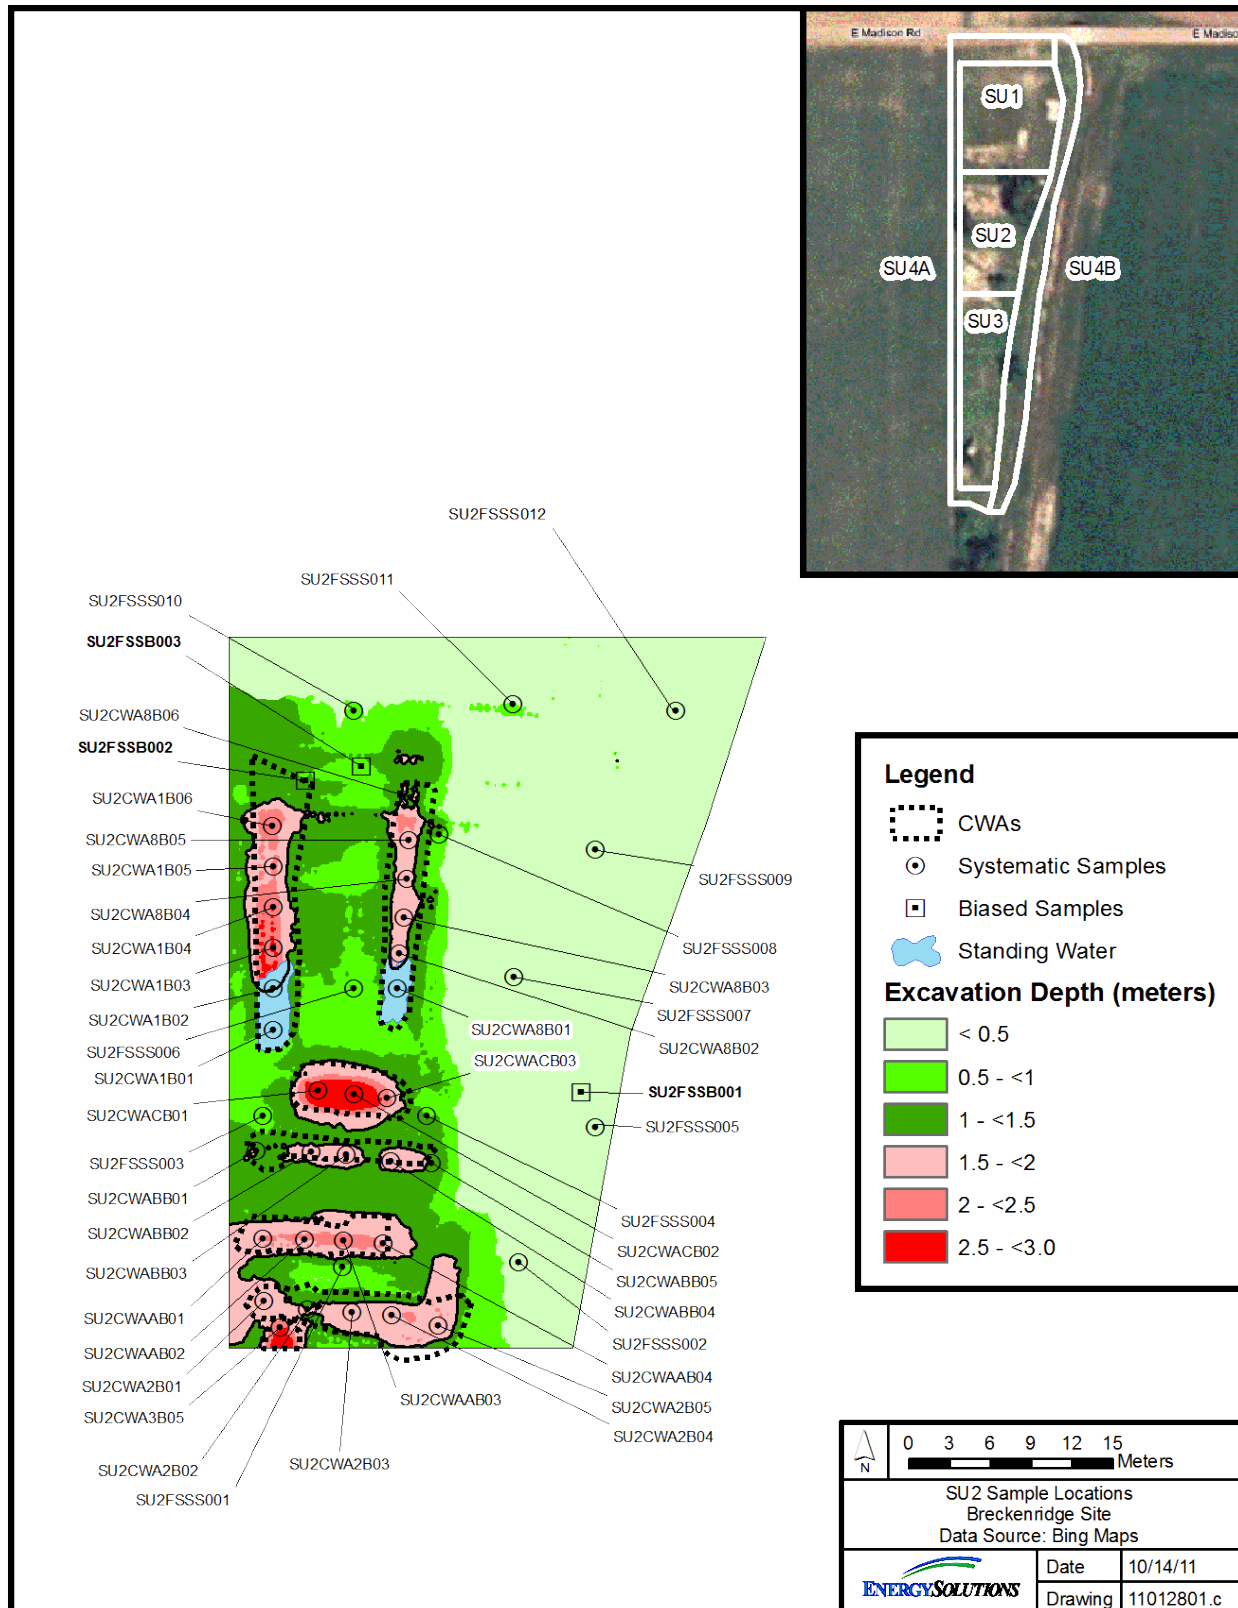 E Madison Rd
E Madiso
SU1
SU2
SU4A
SU4B
SU3
SU2FSSS012
SU2FSSS011
SU2FSSS010
SU2FSSB003
SU2CWA8B06
SU2FSSB002
SU2CWA1B06
SU2CWA8B05
SU2CWA1B05
SU2CWA8B04
SU2CWA1B04
SU2CWA1B03
SU2CWA1B02
SU2FSSS006
SU2CWA1B01
SU2CWACB01
SU2FSSS003
SU2CWABB01
SU2CWABB02
SU2CWABB03
SU2CWAAB01
SU2CWAAB02
SU2CWA2B01
SU2CWA3B05
SU2CWA2B02
SU2FSSS001
SU2CWA2B03
SU2CWAAB03
SU2FSSS009
SU2FSSS008
SU2CWA8B03
SU2FSSS007
SU2CWA8B01
SU2CWA8B02
SU2CWACB03
SU2FSSB001
SU2FSSS005
SU2FSSS004
SU2CWACB02
SU2CWABB05
SU2CWABB04
SU2FSSS002
SU2CWAAB04
SU2CWA2B05
SU2CWA2B04
Legend
CWAs
Systematic Samples
Biased Samples
Standing Water
Excavation Depth (meters)
< 0.5
0.5 - <1
1 - <1.5
1.5 - <2
2 - <2.5
2.5 - <3.0
N
0 3 6 9 12 15
Meters
SU2 Sample Locations
Breckenridge Site
Data Source: Bing Maps
ENERGYSOLUTIONS
Date 10/14/11
Drawing 11012801.c